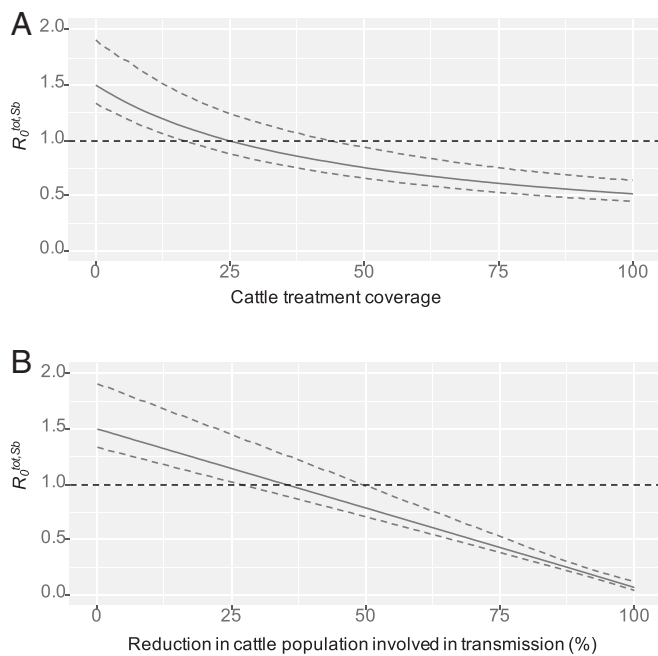 A
R0tot,Sb
2.0
1.5
1.0
0.5
0.0
0 25 50 75 100
Cattle treatment coverage
B
R0tot,Sb
2.0
1.5
1.0
0.5
0.0
0 25 50 75 100
Reduction in cattle population involved in transmission (%)